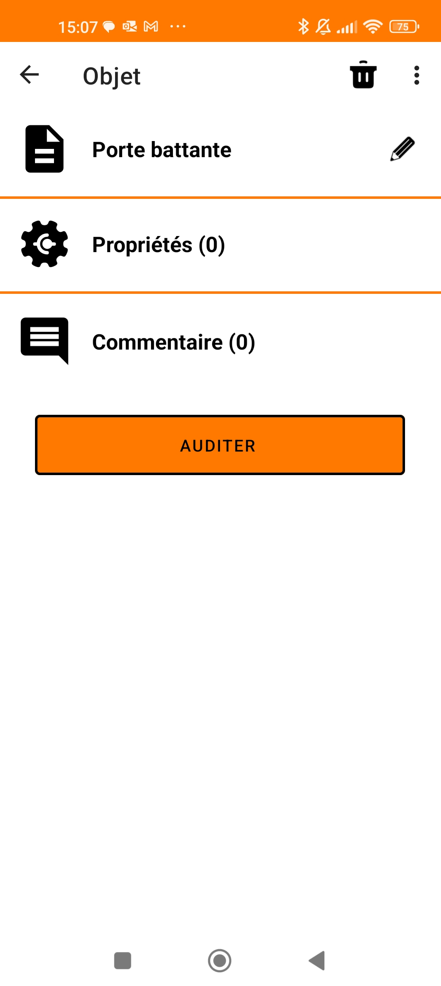 15:07
75
Objet
Porte battante
Propriétés (0)
Commentaire (0)
AUDITER